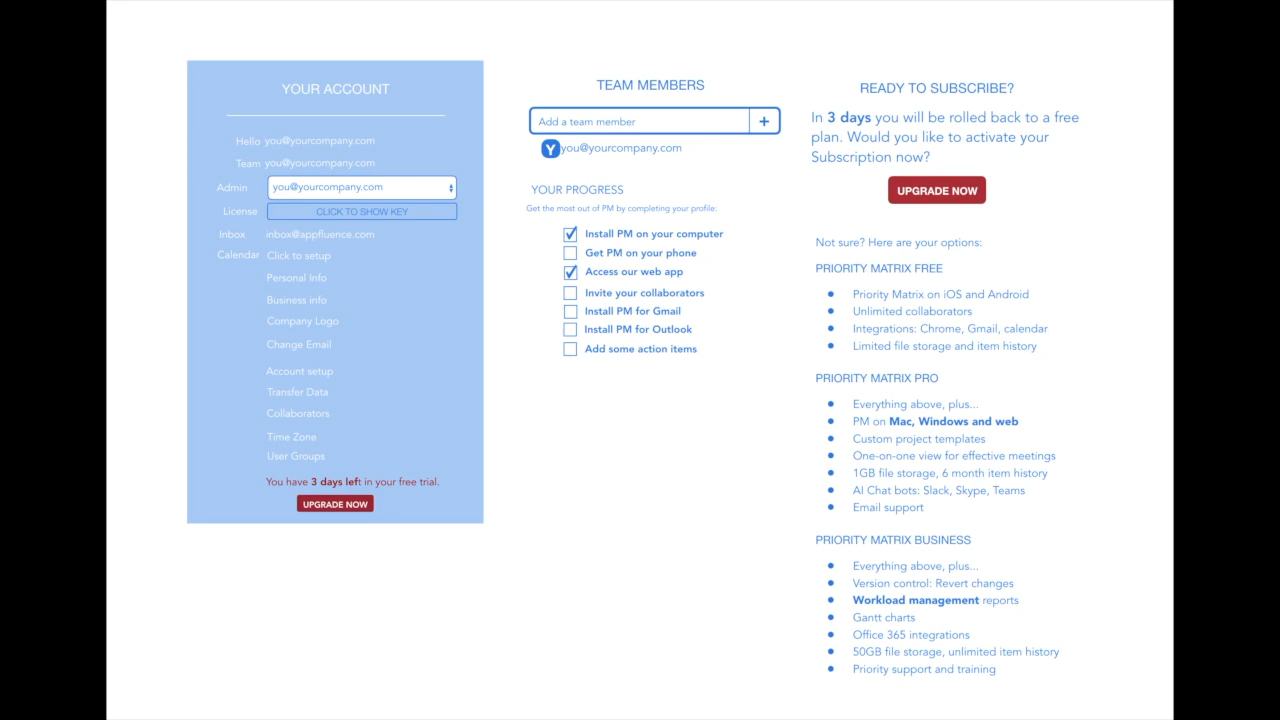 YOUR ACCOUNT
Hello you@yourcompany.com
Team you@yourcompany.com
Admin you@yourcompany.com
License CLICK TO SHOW KEY
Inbox inbox@appfluence.com
Calendar Click to setup
Personal Info
Business info
Company Logo
Change Email
Account setup
Transfer Data
Collaborators
Time Zone
User Groups
You have 3 days left in your free trial.
UPGRADE NOW
TEAM MEMBERS
Add a team member +
Y you@yourcompany.com
YOUR PROGRESS
Get the most out of PM by completing your profile:
Install PM on your computer
Get PM on your phone
Access our web app
Invite your collaborators
Install PM for Gmail
Install PM for Outlook
Add some action items
READY TO SUBSCRIBE?
In 3 days you will be rolled back to a free
plan. Would you like to activate your
Subscription now?
UPGRADE NOW
Not sure? Here are your options:
PRIORITY MATRIX FREE
Priority Matrix on iOS and Android
Unlimited collaborators
Integrations: Chrome, Gmail, calendar
Limited file storage and item history
PRIORITY MATRIX PRO
Everything above, plus...
PM on Mac, Windows and web
Custom project templates
One-on-one view for effective meetings
1GB file storage, 6 month item history
AI Chat bots: Slack, Skype, Teams
Email support
PRIORITY MATRIX BUSINESS
Everything above, plus...
Version control: Revert changes
Workload management reports
Gantt charts
Office 365 integrations
50GB file storage, unlimited item history
Priority support and training